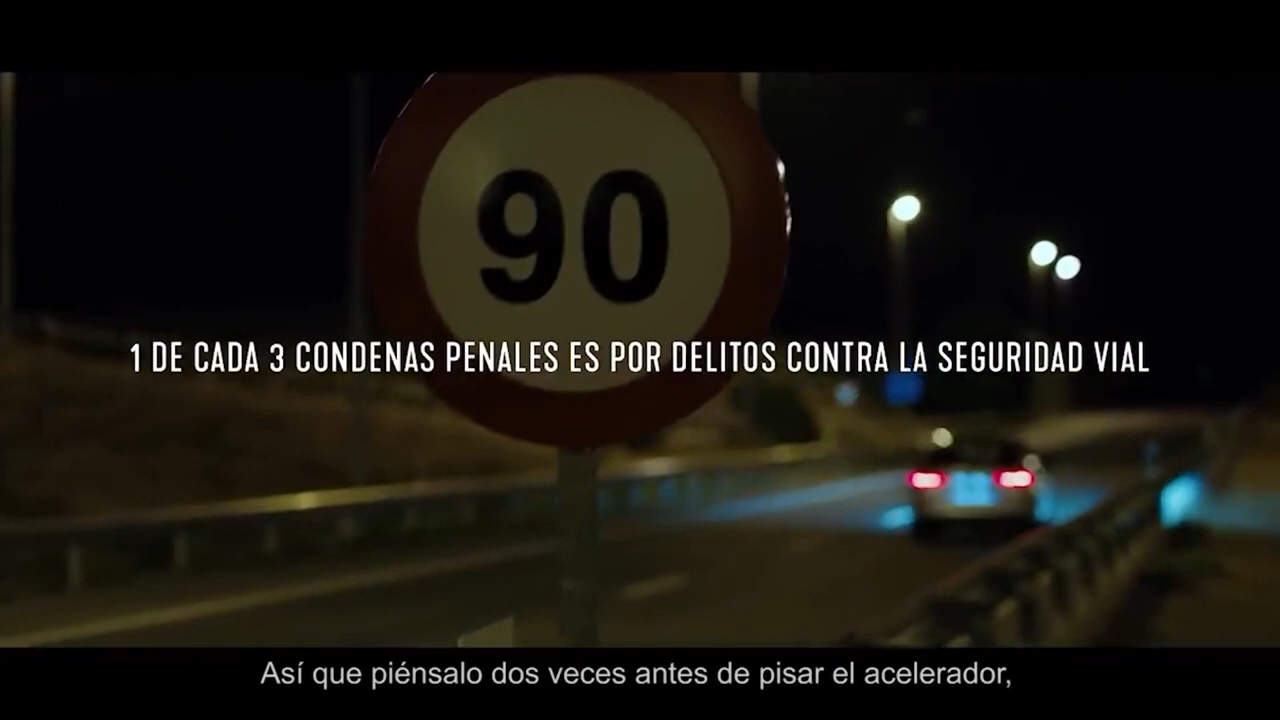 90
1 DE CADA 3 CONDENAS PENALES ES POR DELITOS CONTRA LA SEGURIDAD VIAL
Así que piénsalo dos veces antes de pisar el acelerador,